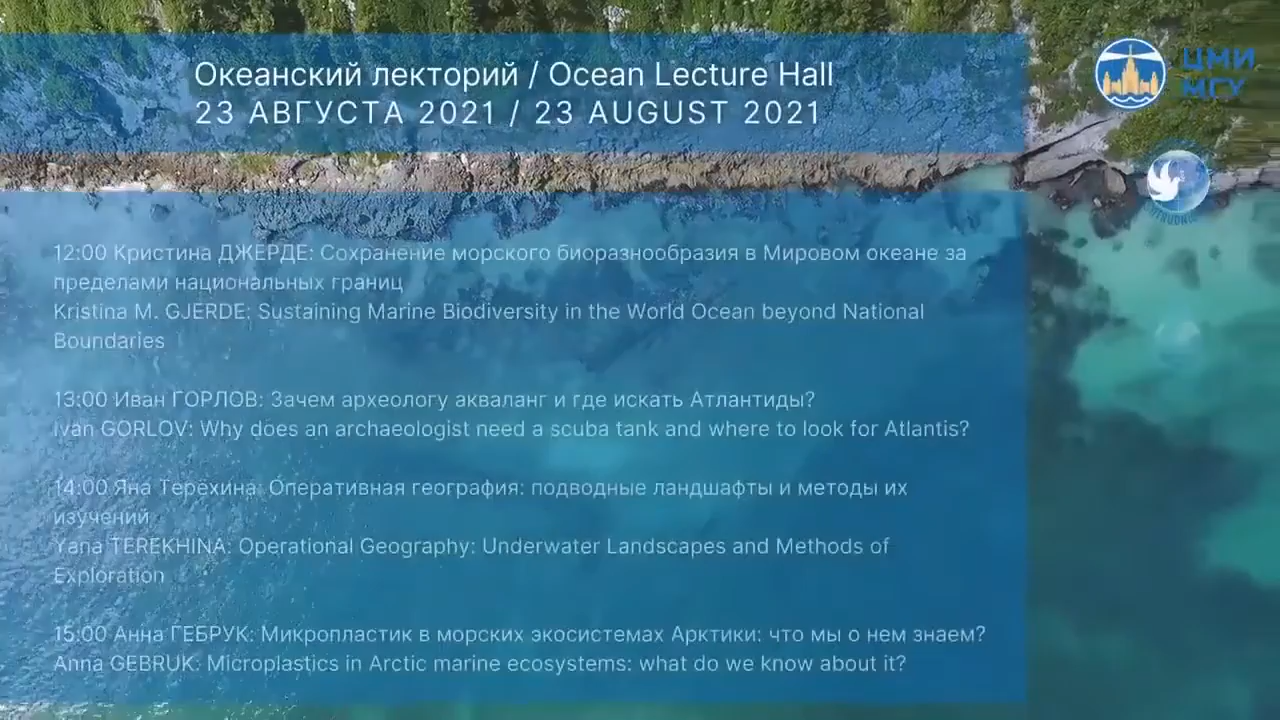 Океанский лекторий / Ocean Lecture Hall
23 АВГУСТА 2021 / 23 AUGUST 2021
ЦМИ
МГУ
12:00 Кристина ДЖЕРДЕ: Сохранение морского биоразнообразия в Мировом океане за
пределами национальных границ
Kristina M. GJERDE: Sustaining Marine Biodiversity in the World Ocean beyond National
Boundaries
13:00 Иван ГОРЛОВ: Зачем археологу акваланг и где искать Атлантиды?
Ivan GORLOV: Why does an archaeologist need a scuba tank and where to look for Atlantis?
14:00 Яна Терёхина: Оперативная география: подводные ландшафты и методы их
изучений
Yana TEREKHINA: Operational Geography: Underwater Landscapes and Methods of
Exploration
15:00 Анна ГЕБРУК: Микропластик в морских экосистемах Арктики: что мы о нем знаем?
Anna GEBRUK: Microplastics in Arctic marine ecosystems: what do we know about it?